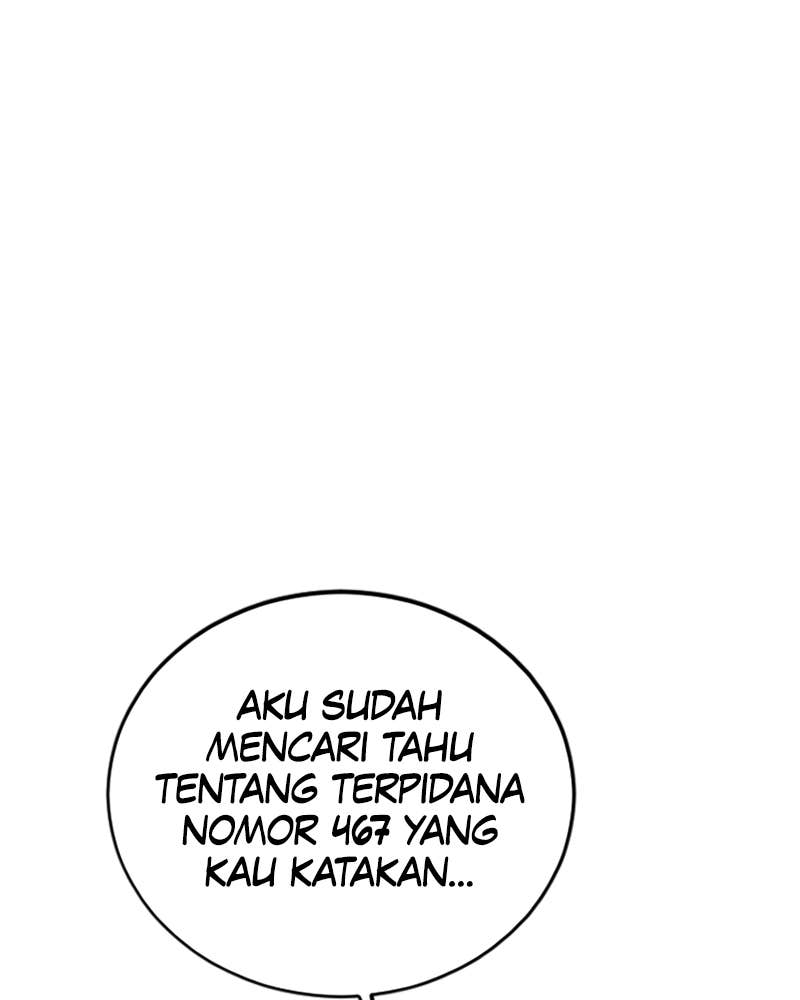 AKU SUDAH
MENCARI TAHU
TENTANG TERPIDANA
NOMOR 467 YANG
KAU KATAKAN...